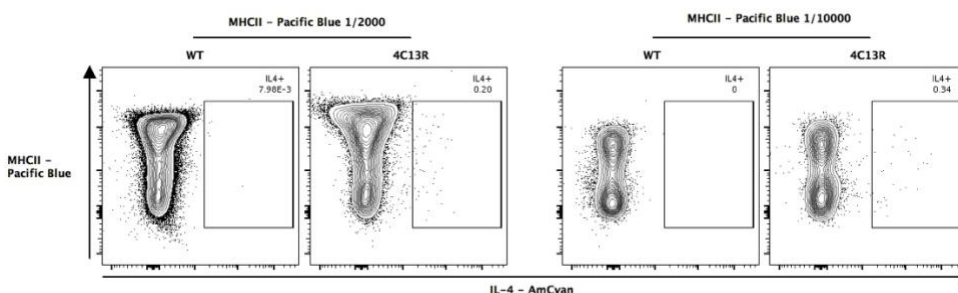 MHCII - Pacific Blue 1/2000
MHCII - Pacific Blue 1/10000
WT
4C13R
WT
4C13R
IL4+
7.98E-3
IL4+
0.20
IL4+
0
IL4+
0.34
MHCII -
Pacific Blue
IL-4 - AmCyan